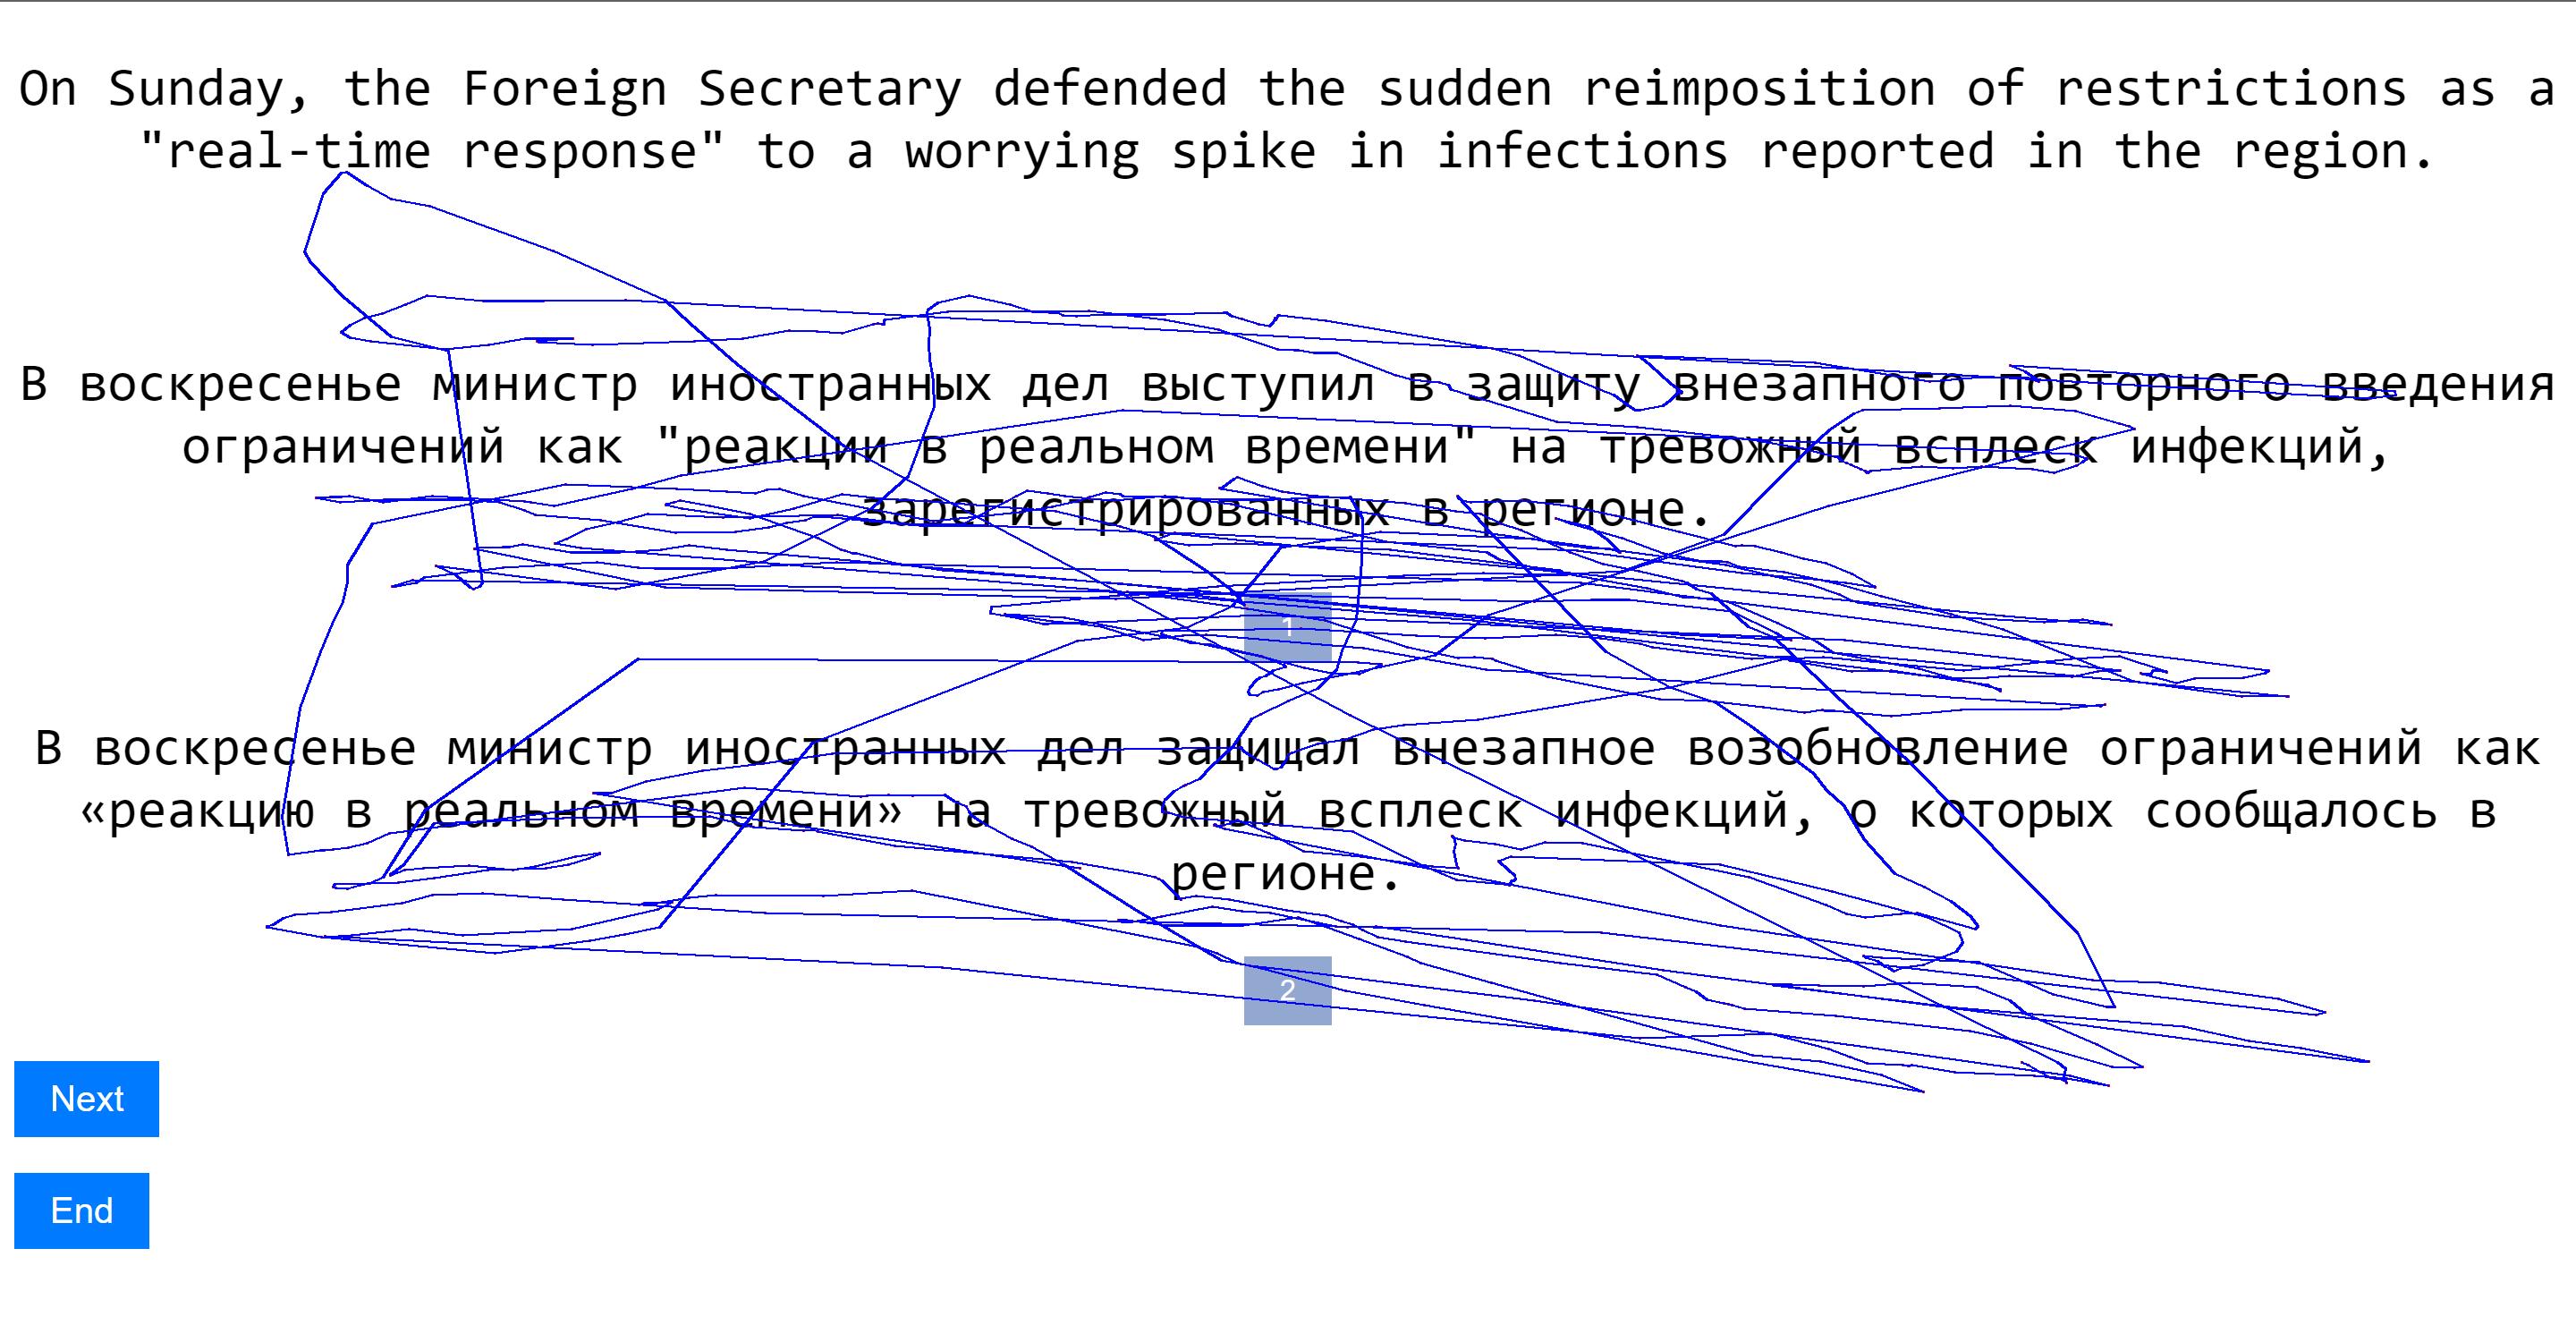 On Sunday, the Foreign Secretary defended the sudden reimposition of restrictions as a
"real-time response" to a worrying spike in infections reported in the region.
В воскресенье министр иностранных дел выступил в защиту внезапного повторного введения
ограничений как "реакции в реальном времени" на тревожный всплеск инфекций,
зарегистрированных в регионе.
1
В воскресенье министр иностранных дел защищал внезапное возобновление ограничений как
«реакцию в реальном времени» на тревожный всплеск инфекций, о которых сообщалось в
регионе.
2
Next
End